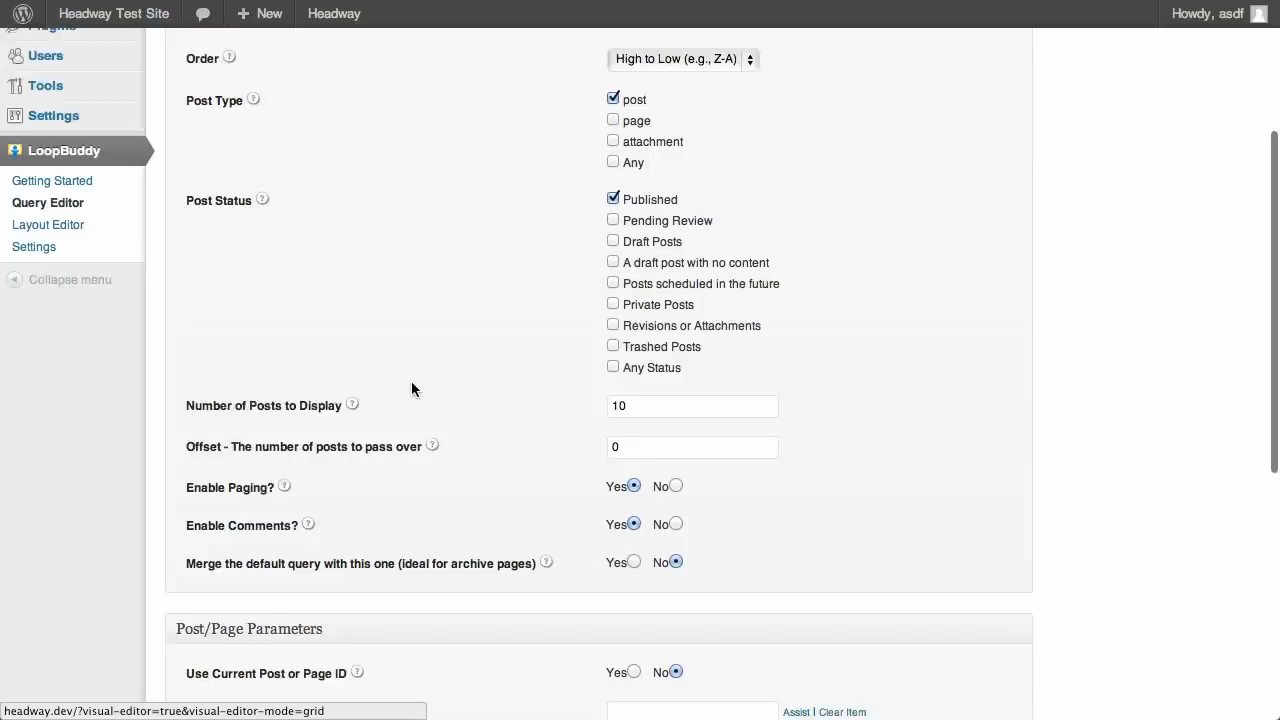 Headway Test Site
+ New
Headway
Howdy, asdf
Plugins
Users
Tools
Settings
LoopBuddy
Getting Started
Query Editor
Layout Editor
Settings
Collapse menu
Order ?
High to Low (e.g., Z-A)
Post Type ?
post
page
attachment
Any
Post Status ?
Published
Pending Review
Draft Posts
A draft post with no content
Posts scheduled in the future
Private Posts
Revisions or Attachments
Trashed Posts
Any Status
Number of Posts to Display ?
10
Offset - The number of posts to pass over ?
0
Enable Paging? ?
Yes No
Enable Comments? ?
Yes No
Merge the default query with this one (ideal for archive pages) ?
Yes No
Post/Page Parameters
Use Current Post or Page ID ?
Yes No
Assist | Clear Item
headway.dev/?visual-editor=true&visual-editor-mode=grid